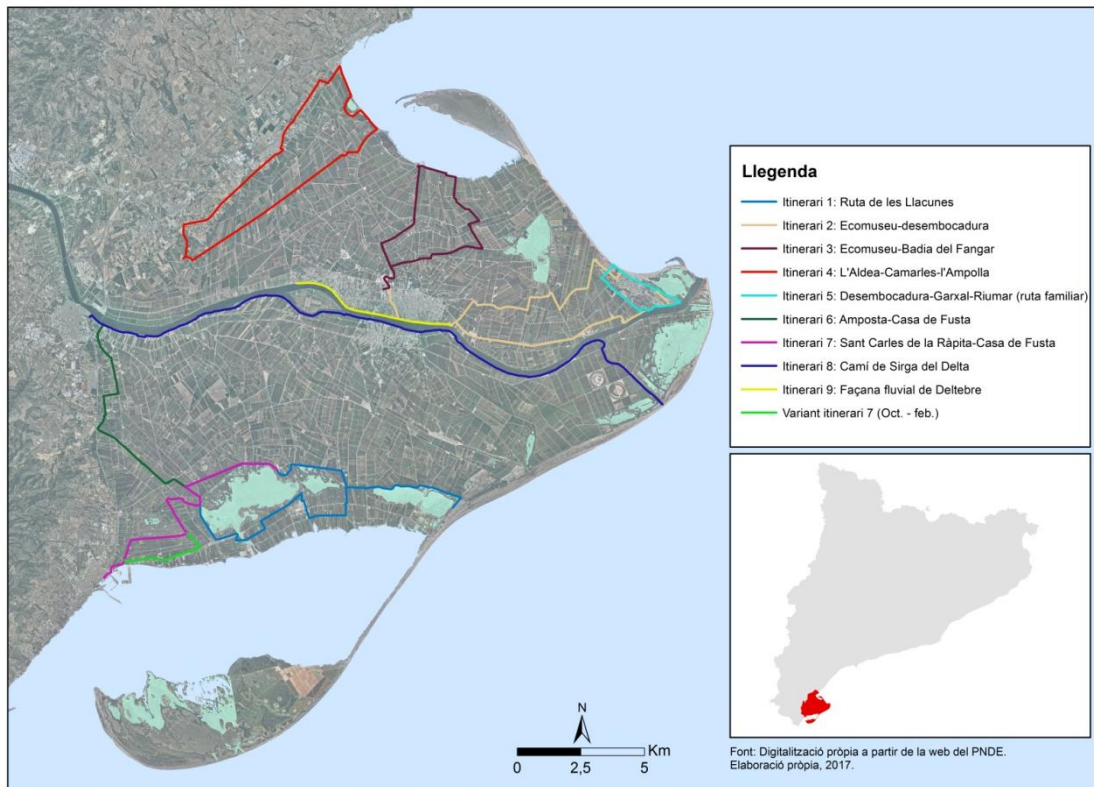 Llegenda
Itinerari 1: Ruta de les Llacunes
Itinerari 2: Ecomuseu-desembocadura
Itinerari 3: Ecomuseu-Badia del Fangar
Itinerari 4: L'Aldea-Camarles-l'Ampolla
Itinerari 5: Desembocadura-Garxal-Riumar (ruta familiar)
Itinerari 6: Amposta-Casa de Fusta
Itinerari 7: Sant Carles de la Ràpita-Casa de Fusta
Itinerari 8: Camí de Sirga del Delta
Itinerari 9: Façana fluvial de Deltebre
Variant itinerari 7 (Oct. - feb.)
N
Km
0 2,5 5
Font: Digitalització pròpia a partir de la web del PNDE.
Elaboració pròpia, 2017.